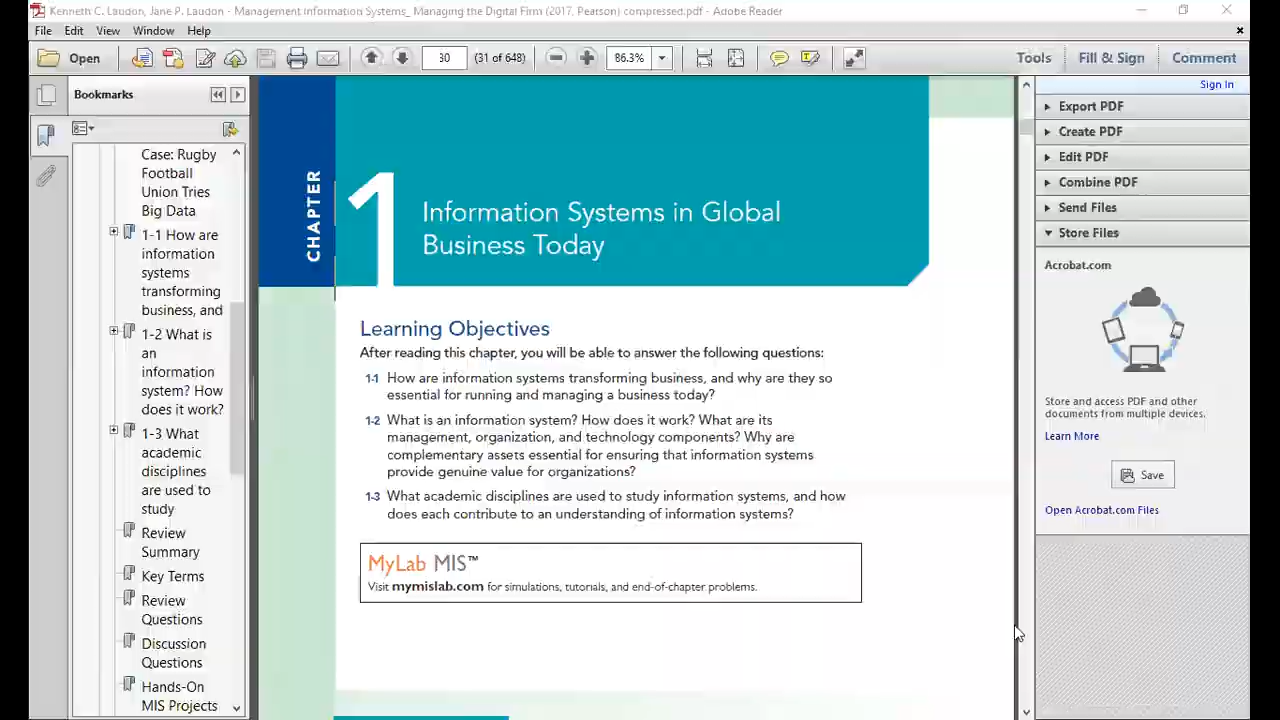 Kenneth C. Laudon, Jane P. Laudon - Management Information Systems_ Managing the Digital Firm (2017, Pearson) compressed.pdf - Adobe Reader
File Edit View Window Help
Open 30 (31 of 648) 86.3% Tools Fill & Sign Comment
Bookmarks
Case: Rugby
Football
Union Tries
Big Data
1-1 How are
information
systems
transforming
business, and
1-2 What is
an
information
system? How
does it work?
1-3 What
academic
disciplines
are used to
study
Review
Summary
Key Terms
Review
Questions
Discussion
Questions
Hands-On
MIS Projects
CHAPTER
1
Information Systems in Global
Business Today
Learning Objectives
After reading this chapter, you will be able to answer the following questions:
1-1 How are information systems transforming business, and why are they so
essential for running and managing a business today?
1-2 What is an information system? How does it work? What are its
management, organization, and technology components? Why are
complementary assets essential for ensuring that information systems
provide genuine value for organizations?
1-3 What academic disciplines are used to study information systems, and how
does each contribute to an understanding of information systems?
MyLab MIS™
Visit mymislab.com for simulations, tutorials, and end-of-chapter problems.
Sign In
Export PDF
Create PDF
Edit PDF
Combine PDF
Send Files
Store Files
Acrobat.com
Store and access PDF and other
documents from multiple devices.
Learn More
Save
Open Acrobat.com Files